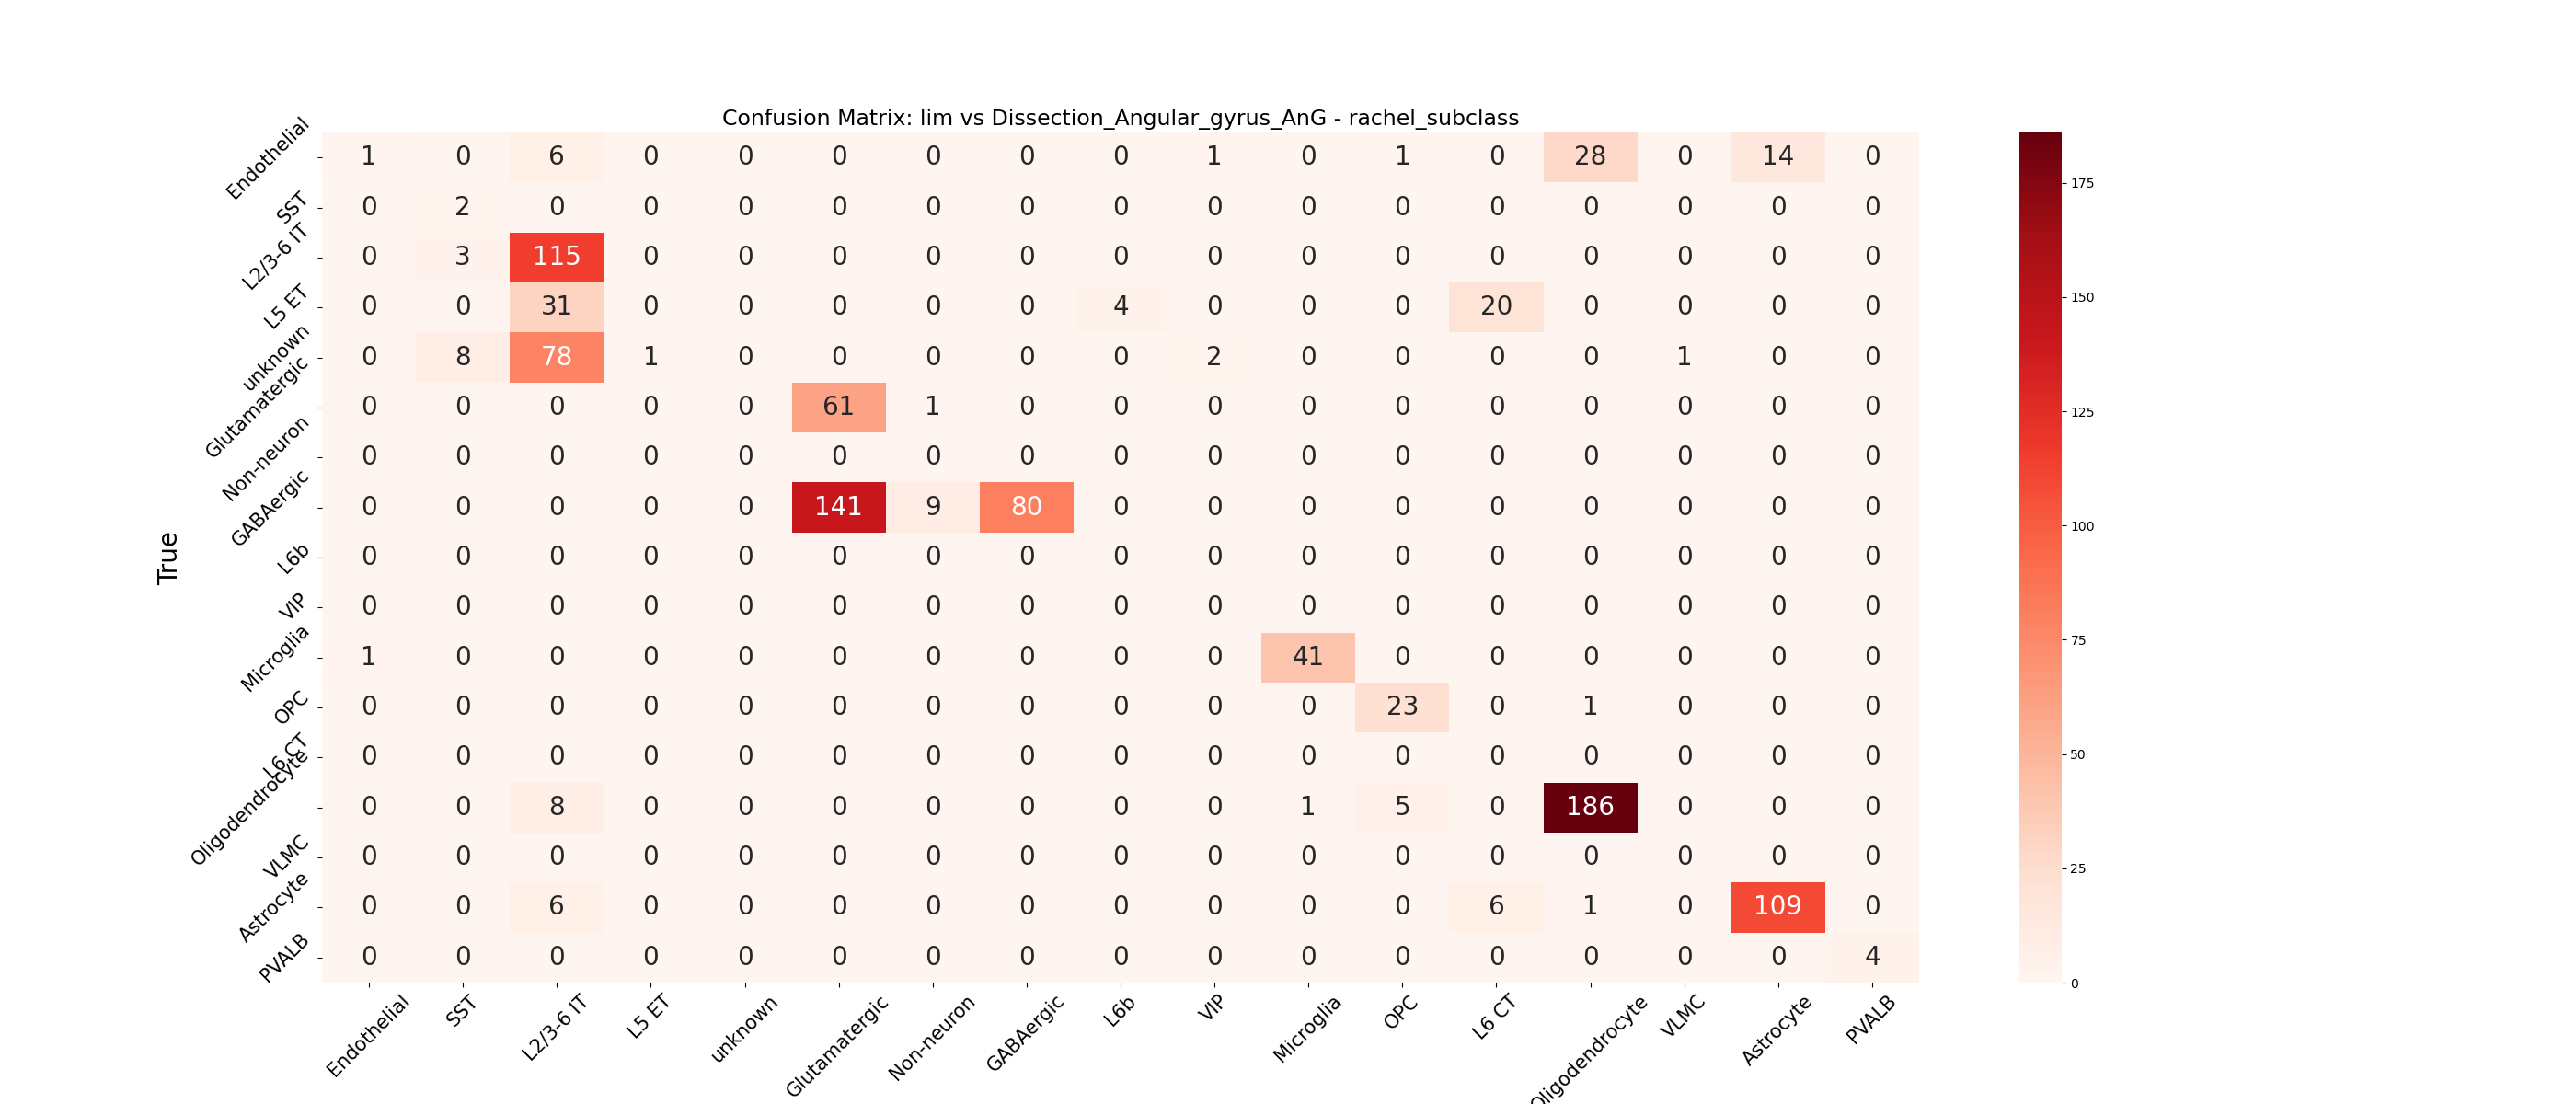 Confusion Matrix: lim vs Dissection_Angular_gyrus_AnG - rachel_subclass
True
Endothelial 1 0 6 0 0 0 0 0 0 1 0 1 0 28 0 14 0
SST 0 2 0 0 0 0 0 0 0 0 0 0 0 0 0 0 0
L2/3-6 IT 0 3 115 0 0 0 0 0 0 0 0 0 0 0 0 0 0
L5 ET 0 0 31 0 0 0 0 0 4 0 0 0 20 0 0 0 0
unknown 0 8 78 1 0 0 0 0 0 2 0 0 0 0 1 0 0
Glutamatergic 0 0 0 0 0 61 1 0 0 0 0 0 0 0 0 0 0
Non-neuron 0 0 0 0 0 0 0 0 0 0 0 0 0 0 0 0 0
GABAergic 0 0 0 0 0 141 9 80 0 0 0 0 0 0 0 0 0
L6b 0 0 0 0 0 0 0 0 0 0 0 0 0 0 0 0 0
VIP 0 0 0 0 0 0 0 0 0 0 0 0 0 0 0 0 0
Microglia 1 0 0 0 0 0 0 0 0 0 41 0 0 0 0 0 0
OPC 0 0 0 0 0 0 0 0 0 0 0 23 0 1 0 0 0
L6 CT 0 0 0 0 0 0 0 0 0 0 0 0 0 0 0 0 0
Oligodendrocyte 0 0 8 0 0 0 0 0 0 0 1 5 0 186 0 0 0
VLMC 0 0 0 0 0 0 0 0 0 0 0 0 0 0 0 0 0
Astrocyte 0 0 6 0 0 0 0 0 0 0 0 0 6 1 0 109 0
PVALB 0 0 0 0 0 0 0 0 0 0 0 0 0 0 0 0 4
Endothelial SST L2/3-6 IT L5 ET unknown Glutamatergic Non-neuron GABAergic L6b VIP Microglia OPC L6 CT Oligodendrocyte VLMC Astrocyte PVALB
175
150
125
100
75
50
25
0